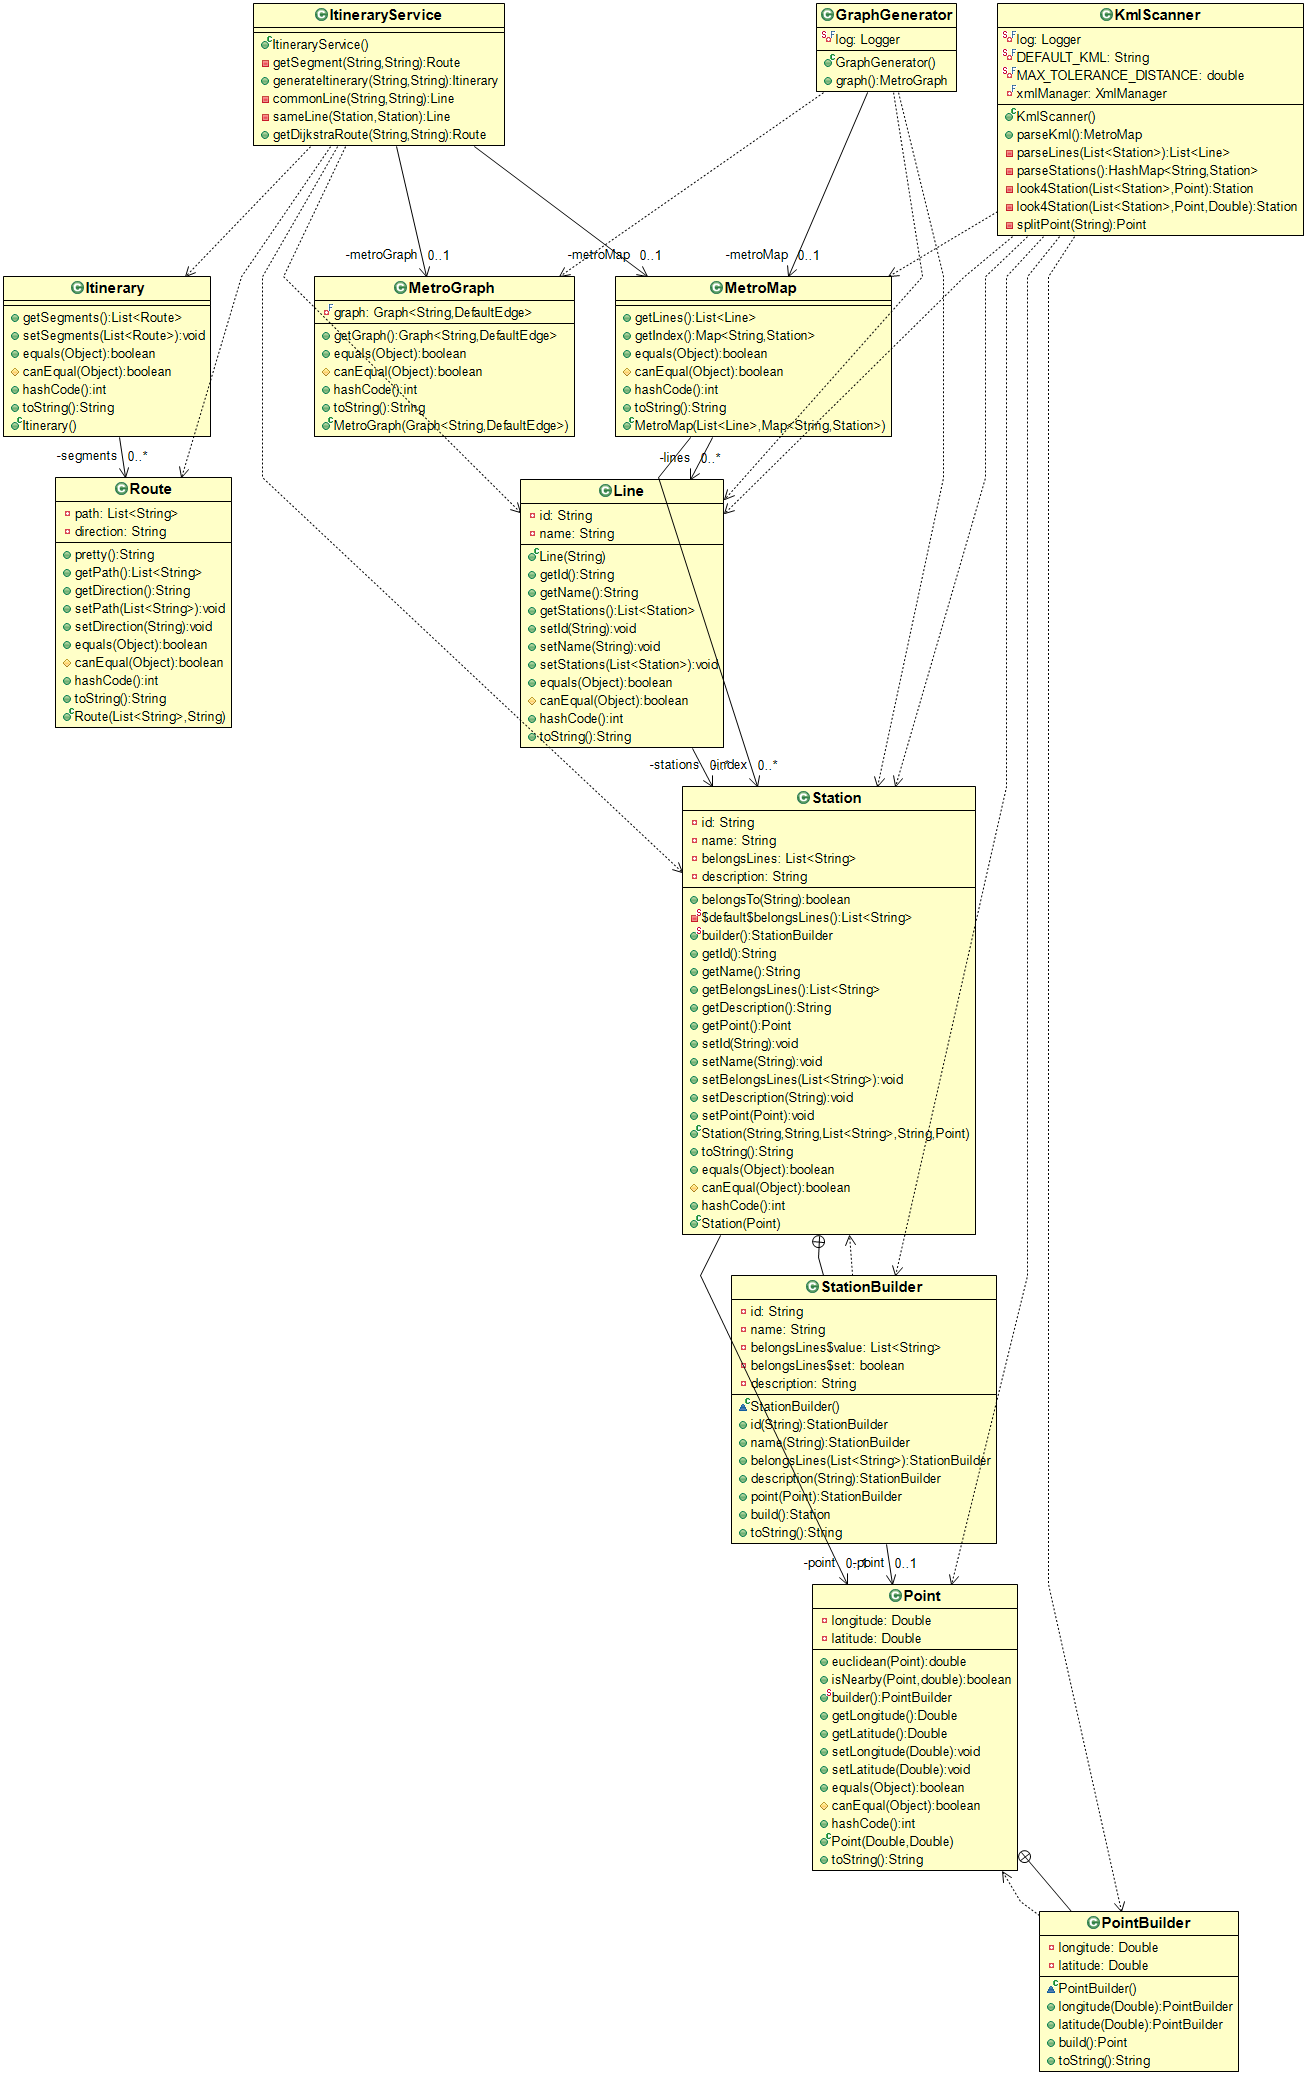 ItineraryService
ItineraryService()
getSegment(String,String):Route
generateItinerary(String,String):Itinerary
commonLine(String,String):Line
sameLine(Station,Station):Line
getDijkstraRoute(String,String):Route
GraphGenerator
log: Logger
GraphGenerator()
graph():MetroGraph
KmlScanner
log: Logger
DEFAULT_KML: String
MAX_TOLERANCE_DISTANCE: double
xmlManager: XmlManager
KmlScanner()
parseKml():MetroMap
parseLines(List<Station>):List<Line>
parseStations():HashMap<String,Station>
look4Station(List<Station>,Point):Station
look4Station(List<Station>,Point,Double):Station
splitPoint(String):Point
-metroGraph 0..1
-metroMap 0..1
-metroMap 0..1
Itinerary
getSegments():List<Route>
setSegments(List<Route>):void
equals(Object):boolean
canEqual(Object):boolean
hashCode():int
toString():String
Itinerary()
MetroGraph
graph: Graph<String,DefaultEdge>
getGraph():Graph<String,DefaultEdge>
equals(Object):boolean
canEqual(Object):boolean
hashCode():int
toString():String
MetroGraph(Graph<String,DefaultEdge>)
MetroMap
getLines():List<Line>
getIndex():Map<String,Station>
equals(Object):boolean
canEqual(Object):boolean
hashCode():int
toString():String
MetroMap(List<Line>,Map<String,Station>)
-segments 0..*
-lines 0..*
Route
path: List<String>
direction: String
pretty():String
getPath():List<String>
getDirection():String
setPath(List<String>):void
setDirection(String):void
equals(Object):boolean
canEqual(Object):boolean
hashCode():int
toString():String
Route(List<String>,String)
Line
id: String
name: String
Line(String)
getId():String
getName():String
getStations():List<Station>
setId(String):void
setName(String):void
setStations(List<Station>):void
equals(Object):boolean
canEqual(Object):boolean
hashCode():int
toString():String
-stations 0..*
-index 0..*
Station
id: String
name: String
belongsLines: List<String>
description: String
belongsTo(String):boolean
$default$belongsLines():List<String>
builder():StationBuilder
getId():String
getName():String
getBelongsLines():List<String>
getDescription():String
getPoint():Point
setId(String):void
setName(String):void
setBelongsLines(List<String>):void
setDescription(String):void
setPoint(Point):void
Station(String,String,List<String>,String,Point)
toString():String
equals(Object):boolean
canEqual(Object):boolean
hashCode():int
Station(Point)
StationBuilder
id: String
name: String
belongsLines$value: List<String>
belongsLines$set: boolean
description: String
StationBuilder()
id(String):StationBuilder
name(String):StationBuilder
belongsLines(List<String>):StationBuilder
description(String):StationBuilder
point(Point):StationBuilder
build():Station
toString():String
-point 0..1
-point 0..1
Point
longitude: Double
latitude: Double
euclidean(Point):double
isNearby(Point,double):boolean
builder():PointBuilder
getLongitude():Double
getLatitude():Double
setLongitude(Double):void
setLatitude(Double):void
equals(Object):boolean
canEqual(Object):boolean
hashCode():int
Point(Double,Double)
toString():String
PointBuilder
longitude: Double
latitude: Double
PointBuilder()
longitude(Double):PointBuilder
latitude(Double):PointBuilder
build():Point
toString():String